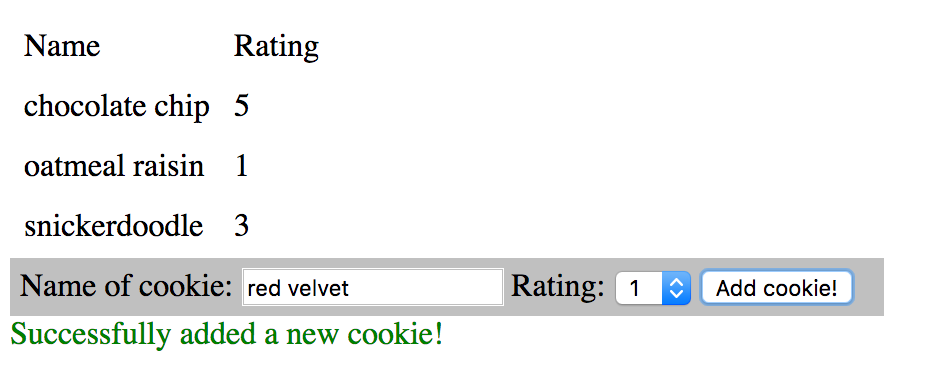 Name Rating
chocolate chip 5
oatmeal raisin 1
snickerdoodle 3
Name of cookie: red velvet Rating: 1 Add cookie!
Successfully added a new cookie!